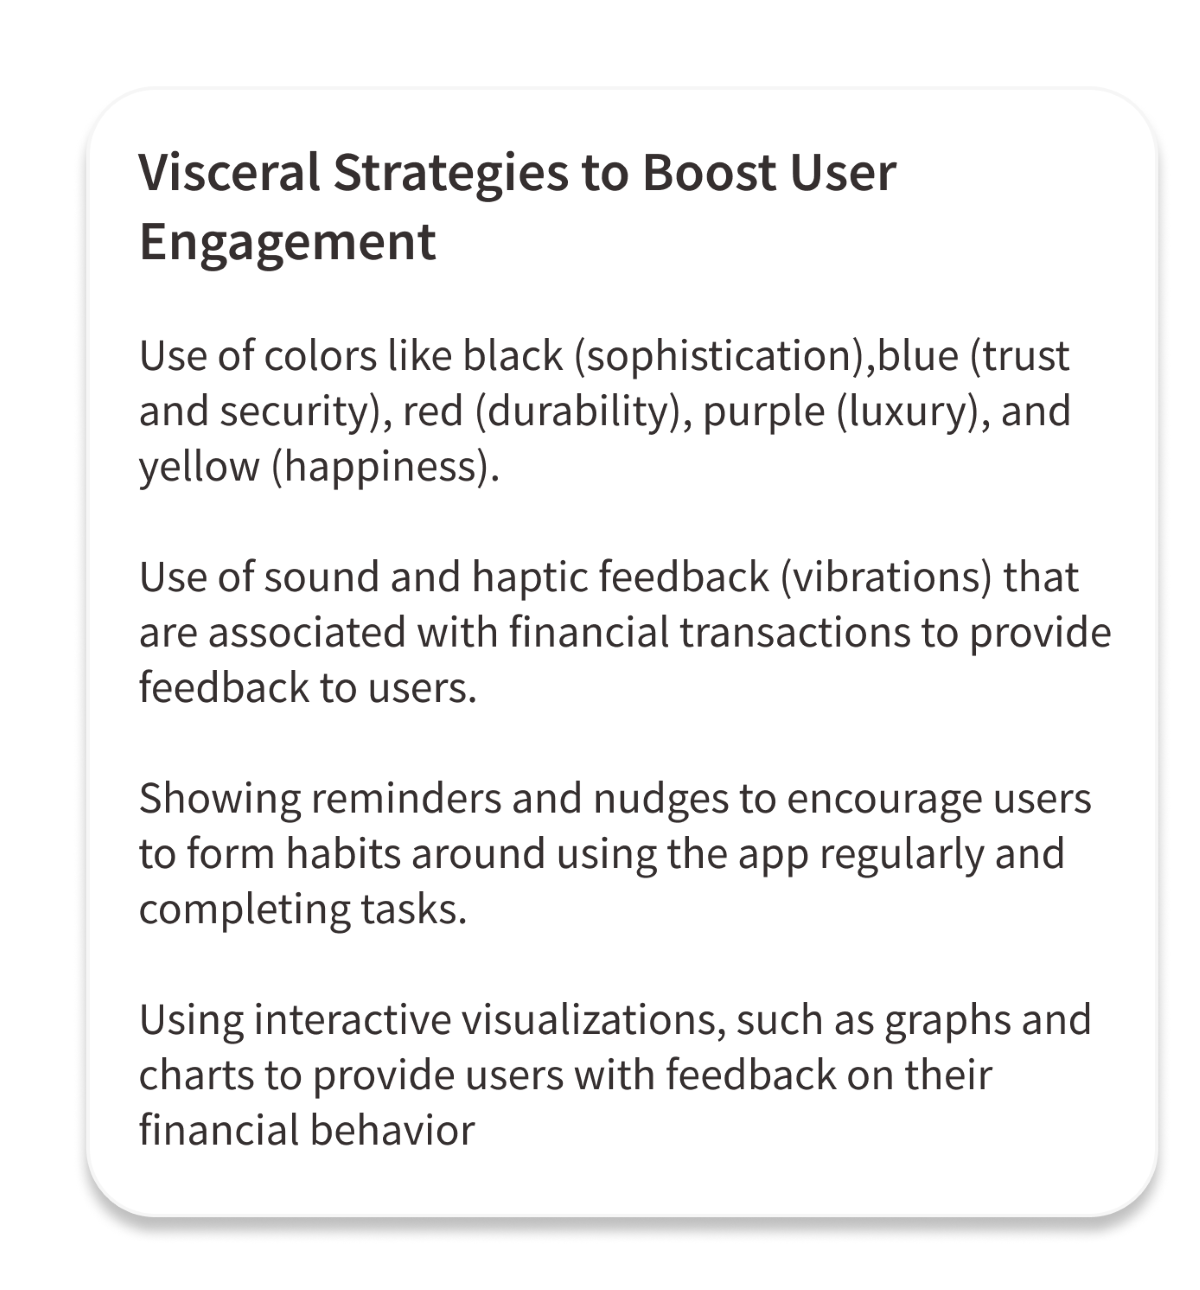 Visceral Strategies to Boost User
Engagement
Use of colors like black (sophistication),blue (trust
and security), red (durability), purple (luxury), and
yellow (happiness).
Use of sound and haptic feedback (vibrations) that
are associated with financial transactions to provide
feedback to users.
Showing reminders and nudges to encourage users
to form habits around using the app regularly and
completing tasks.
Using interactive visualizations, such as graphs and
charts to provide users with feedback on their
financial behavior